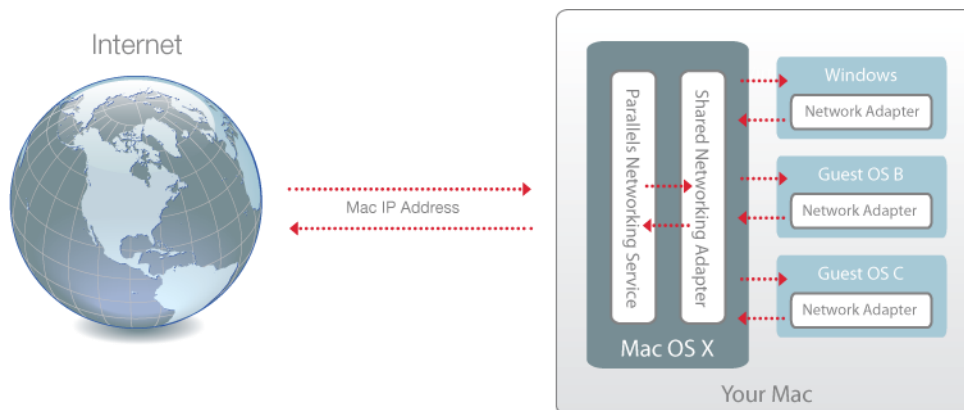 Internet
Mac IP Address
Parallels Networking Service
Shared Networking Adapter
Mac OS X
Windows
Network Adapter
Guest OS B
Network Adapter
Guest OS C
Network Adapter
Your Mac